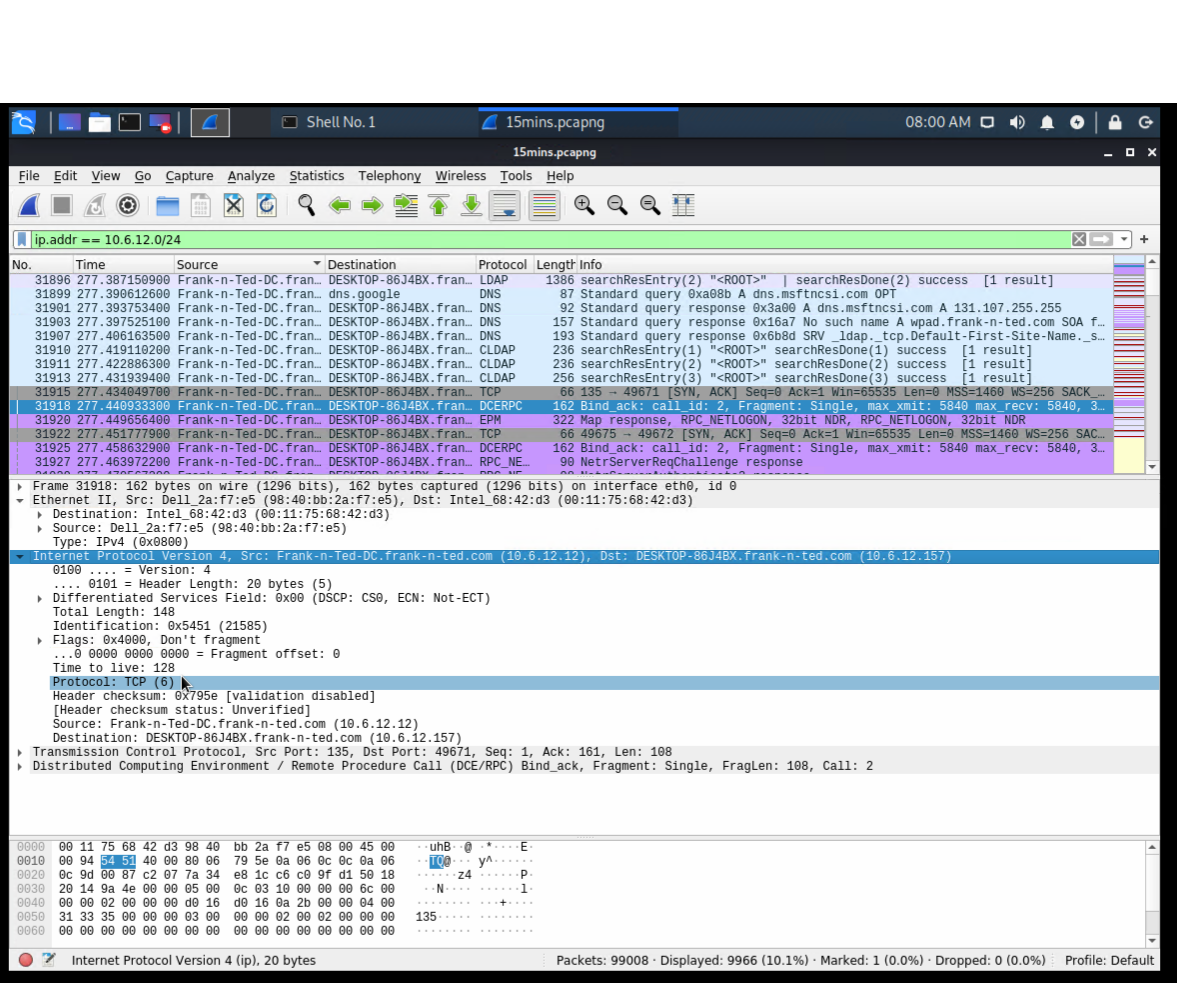 Shell No. 1
15mins.pcapng
08:00 AM
15mins.pcapng
File Edit View Go Capture Analyze Statistics Telephony Wireless Tools Help
ip.addr == 10.6.12.0/24
No. Time Source Destination Protocol Length Info
31896 277.387150900 Frank-n-Ted-DC.fran… DESKTOP-86J4BX.fran… LDAP 1386 searchResEntry(2) "<ROOT>" | searchResDone(2) success [1 result]
31899 277.390612600 Frank-n-Ted-DC.fran… dns.google DNS 87 Standard query 0xa08b A dns.msftncsi.com OPT
31901 277.393753400 Frank-n-Ted-DC.fran… DESKTOP-86J4BX.fran… DNS 92 Standard query response 0x3a00 A dns.msftncsi.com A 131.107.255.255
31903 277.397525100 Frank-n-Ted-DC.fran… DESKTOP-86J4BX.fran… DNS 157 Standard query response 0x16a7 No such name A wpad.frank-n-ted.com SOA f…
31907 277.406163500 Frank-n-Ted-DC.fran… DESKTOP-86J4BX.fran… DNS 193 Standard query response 0x6b8d SRV _ldap._tcp.Default-First-Site-Name._s…
31910 277.419110200 Frank-n-Ted-DC.fran… DESKTOP-86J4BX.fran… CLDAP 236 searchResEntry(1) "<ROOT>" searchResDone(1) success [1 result]
31911 277.422886300 Frank-n-Ted-DC.fran… DESKTOP-86J4BX.fran… CLDAP 236 searchResEntry(2) "<ROOT>" searchResDone(2) success [1 result]
31913 277.431939400 Frank-n-Ted-DC.fran… DESKTOP-86J4BX.fran… CLDAP 256 searchResEntry(3) "<ROOT>" searchResDone(3) success [1 result]
31915 277.434049700 Frank-n-Ted-DC.fran… DESKTOP-86J4BX.fran… TCP 66 135 → 49671 [SYN, ACK] Seq=0 Ack=1 Win=65535 Len=0 MSS=1460 WS=256 SACK_…
31918 277.440933300 Frank-n-Ted-DC.fran… DESKTOP-86J4BX.fran… DCERPC 162 Bind_ack: call_id: 2, Fragment: Single, max_xmit: 5840 max_recv: 5840, 3…
31920 277.449656400 Frank-n-Ted-DC.fran… DESKTOP-86J4BX.fran… EPM 322 Map response, RPC_NETLOGON, 32bit NDR, RPC_NETLOGON, 32bit NDR
31922 277.451777900 Frank-n-Ted-DC.fran… DESKTOP-86J4BX.fran… TCP 66 49675 → 49672 [SYN, ACK] Seq=0 Ack=1 Win=65535 Len=0 MSS=1460 WS=256 SAC…
31925 277.458632900 Frank-n-Ted-DC.fran… DESKTOP-86J4BX.fran… DCERPC 162 Bind_ack: call_id: 2, Fragment: Single, max_xmit: 5840 max_recv: 5840, 3…
31927 277.463972200 Frank-n-Ted-DC.fran… DESKTOP-86J4BX.fran… RPC_NE… 90 NetrServerReqChallenge response
Frame 31918: 162 bytes on wire (1296 bits), 162 bytes captured (1296 bits) on interface eth0, id 0
Ethernet II, Src: Dell_2a:f7:e5 (98:40:bb:2a:f7:e5), Dst: Intel_68:42:d3 (00:11:75:68:42:d3)
Destination: Intel_68:42:d3 (00:11:75:68:42:d3)
Source: Dell_2a:f7:e5 (98:40:bb:2a:f7:e5)
Type: IPv4 (0x0800)
Internet Protocol Version 4, Src: Frank-n-Ted-DC.frank-n-ted.com (10.6.12.12), Dst: DESKTOP-86J4BX.frank-n-ted.com (10.6.12.157)
0100 .... = Version: 4
.... 0101 = Header Length: 20 bytes (5)
Differentiated Services Field: 0x00 (DSCP: CS0, ECN: Not-ECT)
Total Length: 148
Identification: 0x5451 (21585)
Flags: 0x4000, Don't fragment
...0 0000 0000 0000 = Fragment offset: 0
Time to live: 128
Protocol: TCP (6)
Header checksum: 0x795e [validation disabled]
[Header checksum status: Unverified]
Source: Frank-n-Ted-DC.frank-n-ted.com (10.6.12.12)
Destination: DESKTOP-86J4BX.frank-n-ted.com (10.6.12.157)
Transmission Control Protocol, Src Port: 135, Dst Port: 49671, Seq: 1, Ack: 161, Len: 108
Distributed Computing Environment / Remote Procedure Call (DCE/RPC) Bind_ack, Fragment: Single, FragLen: 108, Call: 2
0000 00 11 75 68 42 d3 98 40 bb 2a f7 e5 08 00 45 00 ··uhB··@ ·*····E·
0010 00 94 54 51 40 00 80 06 79 5e 0a 06 0c 0c 0a 06 ··TQ@··· y^······
0020 0c 9d 00 87 c2 07 7a 34 e8 1c c6 c0 9f d1 50 18 ······z4 ······P·
0030 20 14 9a 4e 00 00 05 00 0c 03 10 00 00 00 6c 00 ···N···· ······l·
0040 00 00 02 00 00 00 d0 16 d0 16 0a 2b 00 00 04 00 ········ ···+····
0050 31 33 35 00 00 00 03 00 00 00 02 00 02 00 00 00 135····· ········
0060 00 00 00 00 00 00 00 00 00 00 00 00 00 00 00 00 ········ ········
Internet Protocol Version 4 (ip), 20 bytes
Packets: 99008 · Displayed: 9966 (10.1%) · Marked: 1 (0.0%) · Dropped: 0 (0.0%)
Profile: Default